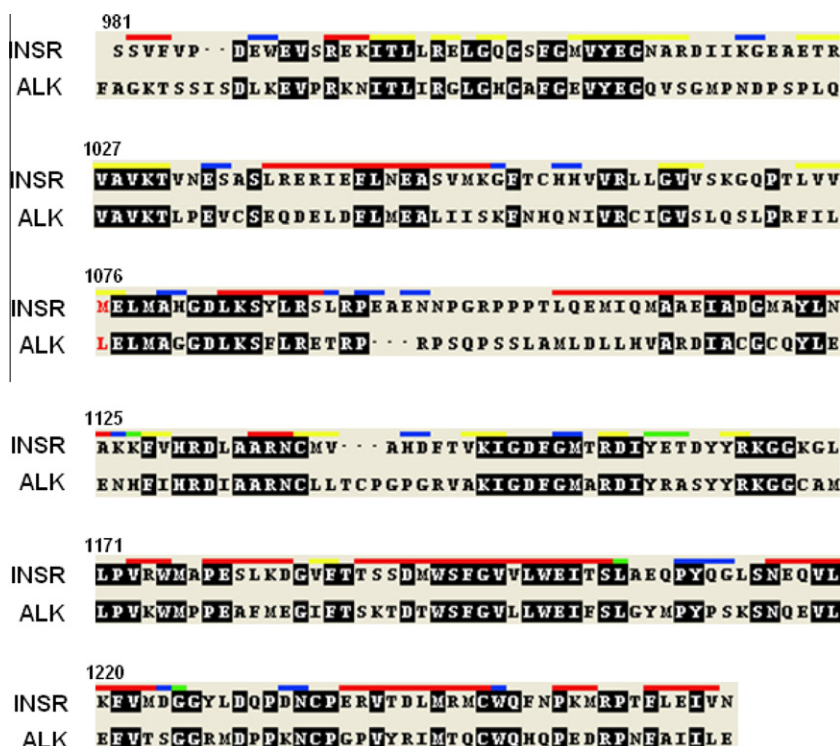 981
INSR SSVFVP··DEWEVSREKITLLRELGQGSFGMVYEGNARDIIKGEAETR
ALK FAGKTSSISDLKEVPRKNITLIRGLGHGAFGEVYEGQVSGMPNDPSPLQ
1027
INSR VAVKTVNESASLRERIEFLNEASVMKGFTCHHVVRLLGVVSKGQPTLVV
ALK VAVKTLPEVCSEQDELDFLMEALIISKFNHQNIVRCIGVSLQSLPRFIL
1076
INSR MELMAHGDLKSYLRSLRPEAENNPGRPPPTLQEMIQMAAEIADGMAYLN
ALK LELMAGGDLKSFLRETRP···RPSQPSSLAMLDLLHVARDIACGCQYLE
1125
INSR AKKFVHRDLAARNCMV···AHDFTVKIGDFGMTRDIYETDYYRKGGKGL
ALK ENHFIHRDIAARNCLLTCPGPGRVAKIGDFGMARDIYRASYYRKGGCAM
1171
INSR LPVRWMAPESLKDGVFTTSSDMWSFGVVLWEITSLAEQPYQGLSNEQVL
ALK LPVKWMPPEAFMEGIFTSKTDTWSFGVLLWEIFSLGYMPYPSKSNQEVL
1220
INSR KFVMDGGYLDQPDNCPERVTDLMRMCWQFNPKMRPTFLEIVN
ALK EFVTSGGRMDPPKNCPGPVYRIMTQCWQHQPEDRPNFAIILE